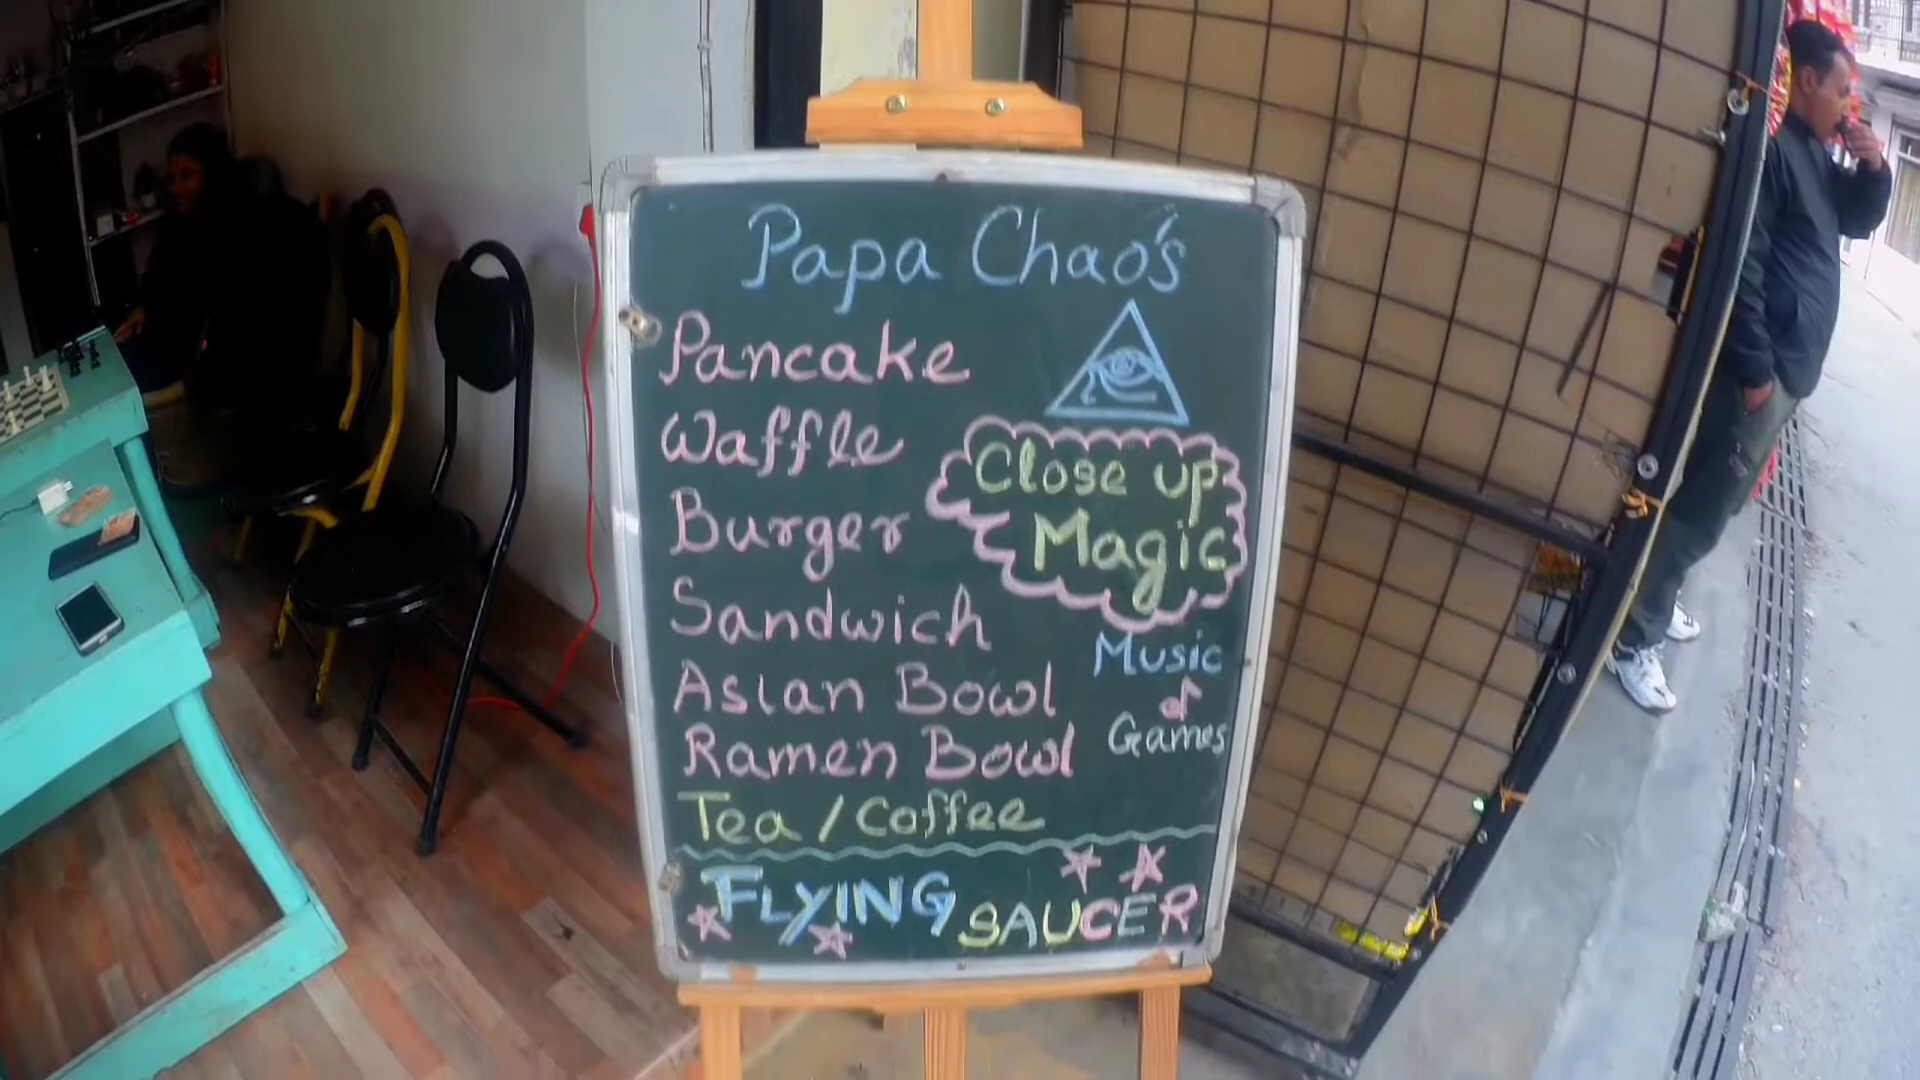 Papa Chao's
Pancake
Waffle
Burger
Sandwich
Asian Bowl
Ramen Bowl
Tea / Coffee
Close up
Magic
Music
Games
FLYING SAUCER